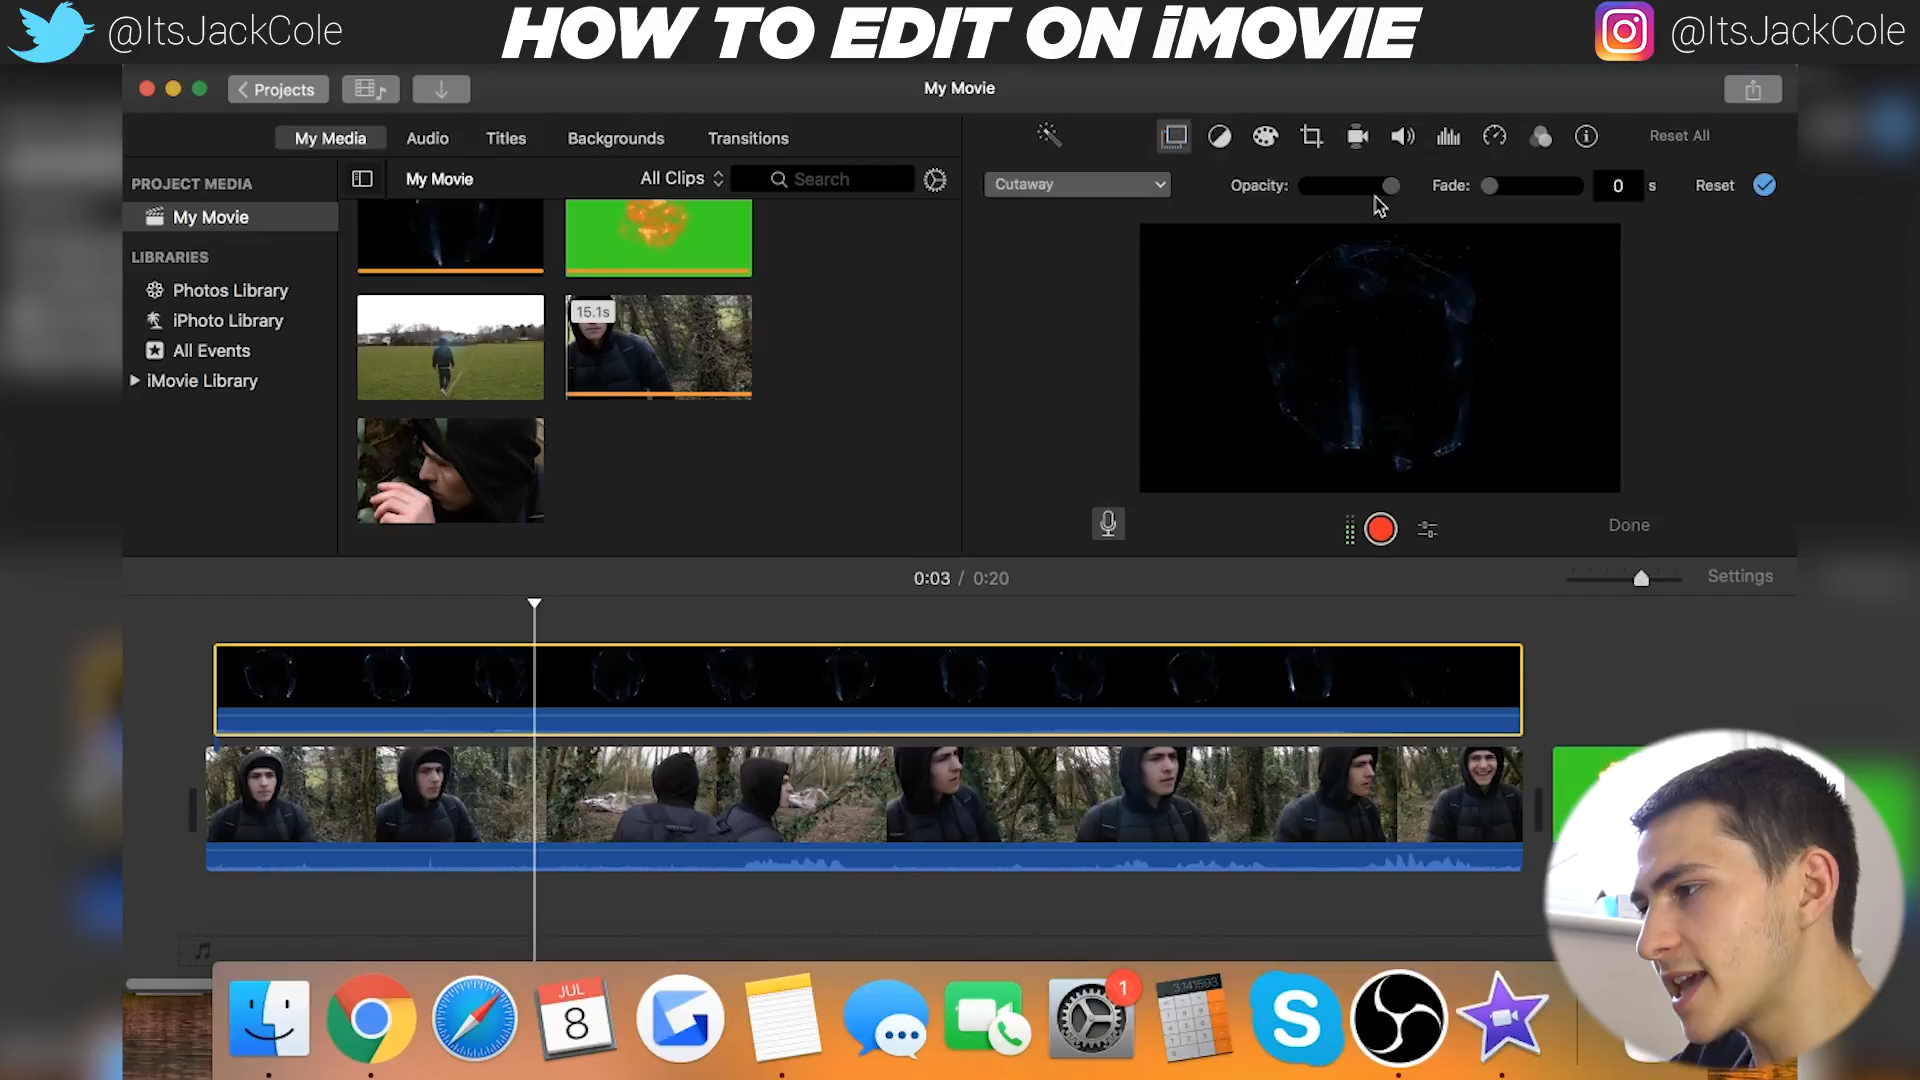 @ItsJackCole HOW TO EDIT ON iMOVIE @ItsJackCole
Projects My Movie
My Media Audio Titles Backgrounds Transitions Reset All
PROJECT MEDIA My Movie All Clips Search Cutaway Opacity: Fade: 0 s Reset
My Movie
LIBRARIES
Photos Library
iPhoto Library
All Events
iMovie Library
15.1s
Done
0:03 / 0:20 Settings
JUL
8
3.141593
1
S